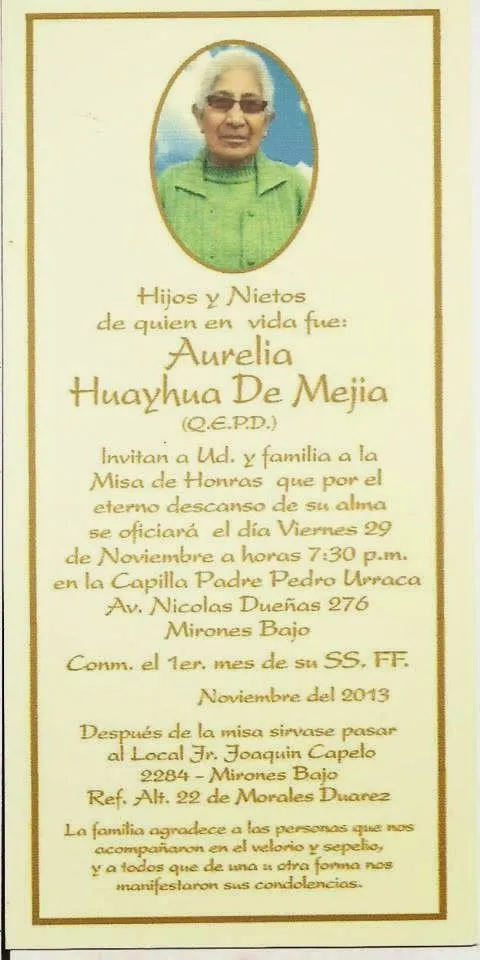 Hijos y Nietos
de quien en vida fue:
Aurelia
Huayhua De Mejia
(Q.E.P.D.)
Invitan a Ud. y familia a la
Misa de Honras que por el
eterno descanso de su alma
se oficiará el día Viernes 29
de Noviembre a horas 7:30 p.m.
en la Capilla Padre Pedro Urraca
Av. Nicolas Dueñas 276
Mirones Bajo
Conm. el 1er. mes de su SS. FF.
Noviembre del 2013
Después de la misa sirvase pasar
al Local Jr. Joaquin Capelo
2284 - Mirones Bajo
Ref. Alt. 22 de Morales Duarez
La familia agradece a las personas que nos
acompañaron en el velorio y sepelio,
y a todos que de una u otra forma nos
manifestaron sus condolencias.